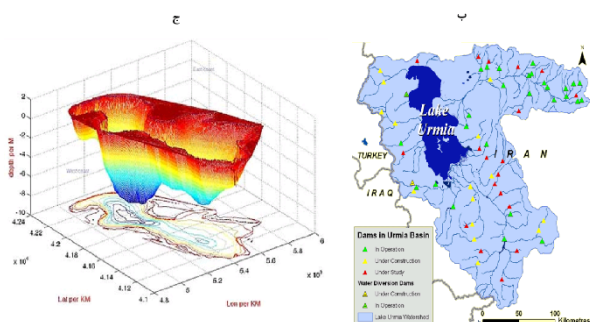 ج
ب
2
0
-2
-4
-6
-8
-10
depth per M
4.24
4.22
4.2
4.18
4.16
4.14
4.12
4.1
Lat per KM
4.8
5
5.2
5.4
5.6
5.8
6
Lon per KM
N
Lake
Urmia
TURKEY
IRAQ
IRAN
Dams in Urmia Basin
In Operation
Under Construction
Under Study
Water Diversion Dams
Under Construction
In Operation
Lake Urmia Watershed
0
50
100
Kilometres